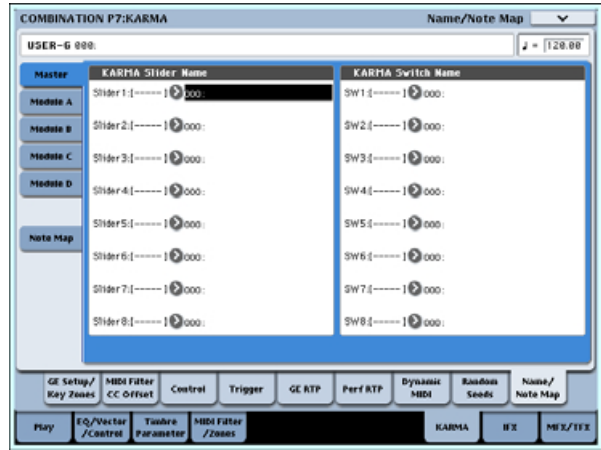 COMBINATION P7:KARMA Name/Note Map
USER-G 000: ♩ = 120.00
Master
Module A
Module B
Module C
Module D
Note Map
KARMA Slider Name
Slider1:[----- ] 000:
Slider2:[----- ] 000:
Slider3:[----- ] 000:
Slider4:[----- ] 000:
Slider5:[----- ] 000:
Slider6:[----- ] 000:
Slider7:[----- ] 000:
Slider8:[----- ] 000:
KARMA Switch Name
SW1:[----- ] 000:
SW2:[----- ] 000:
SW3:[----- ] 000:
SW4:[----- ] 000:
SW5:[----- ] 000:
SW6:[----- ] 000:
SW7:[----- ] 000:
SW8:[----- ] 000:
GE Setup/ Key Zones
MIDI Filter CC Offset
Control
Trigger
GE RTP
Perf RTP
Dynamic MIDI
Random Seeds
Name/ Note Map
Play
EQ/Vector /Control
Timbre Parameter
MIDI Filter /Zones
KARMA
IFX
MFX/TFX